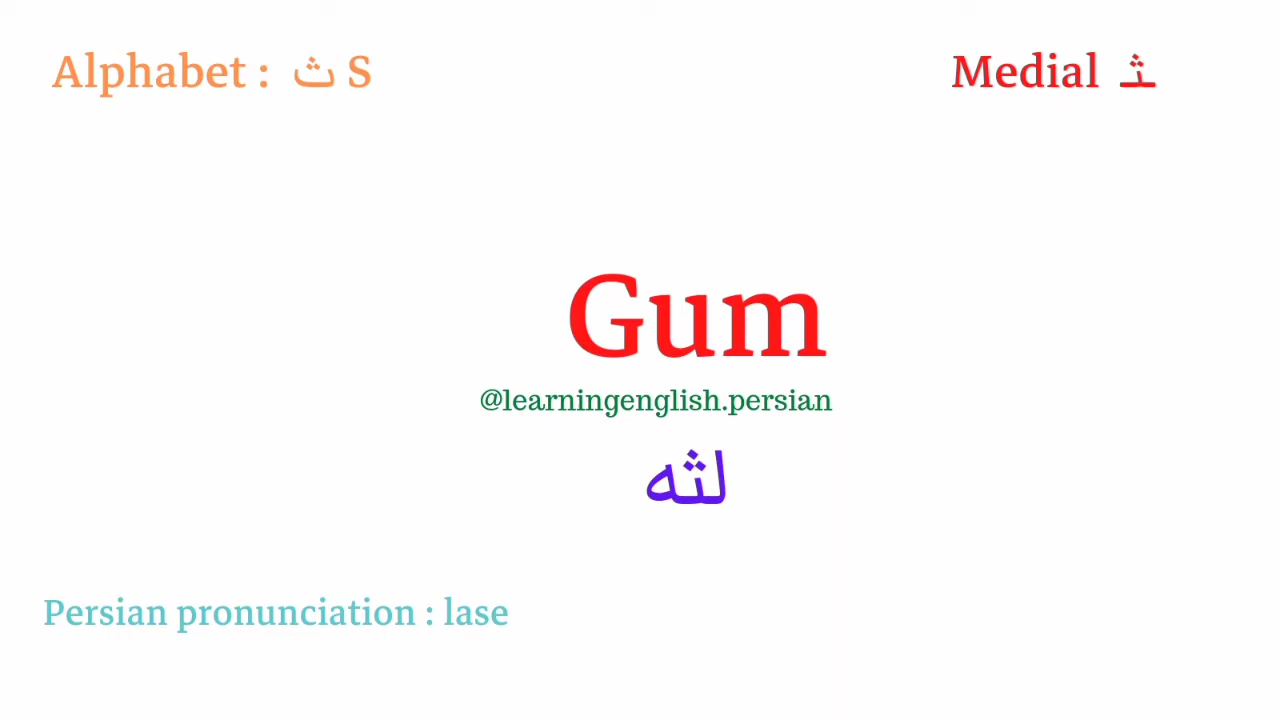 Alphabet : ث S
Medial ـثـ
Gum
@learningenglish.persian
لثه
Persian pronunciation : lase